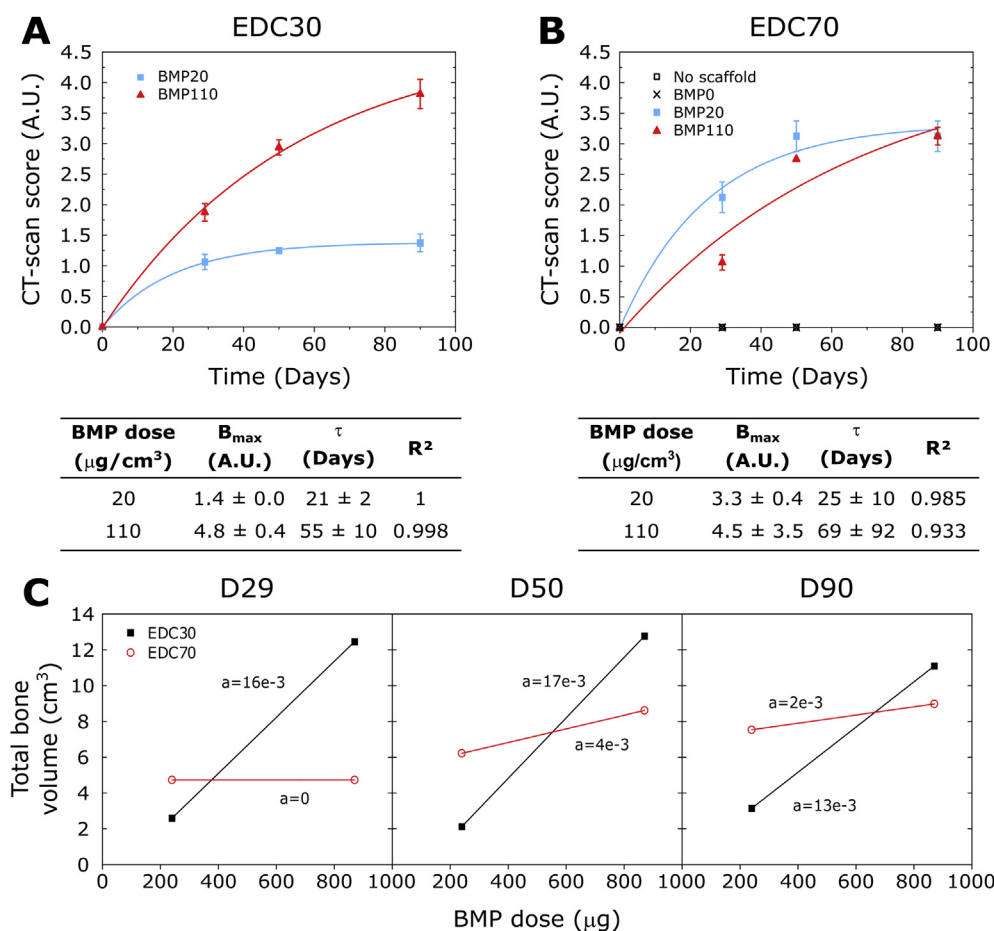 A EDC30
CT-scan score (A.U.)
4.5
4.0
3.5
3.0
2.5
2.0
1.5
1.0
0.5
0.0
BMP20
BMP110
0 20 40 60 80 100
Time (Days)
B EDC70
CT-scan score (A.U.)
4.5
4.0
3.5
3.0
2.5
2.0
1.5
1.0
0.5
0.0
No scaffold
BMP0
BMP20
BMP110
0 20 40 60 80 100
Time (Days)
BMP dose Bmax τ R²
(μg/cm³) (A.U.) (Days)
20 1.4 ± 0.0 21 ± 2 1
110 4.8 ± 0.4 55 ± 10 0.998
BMP dose Bmax τ R²
(μg/cm³) (A.U.) (Days)
20 3.3 ± 0.4 25 ± 10 0.985
110 4.5 ± 3.5 69 ± 92 0.933
C D29 D50 D90
Total bone
volume (cm³)
14
12
10
8
6
4
2
0
EDC30
EDC70
a=16e-3
a=0
a=17e-3
a=4e-3
a=2e-3
a=13e-3
0 200 400 600 800 1000 200 400 600 800 1000 200 400 600 800 1000
BMP dose (μg)